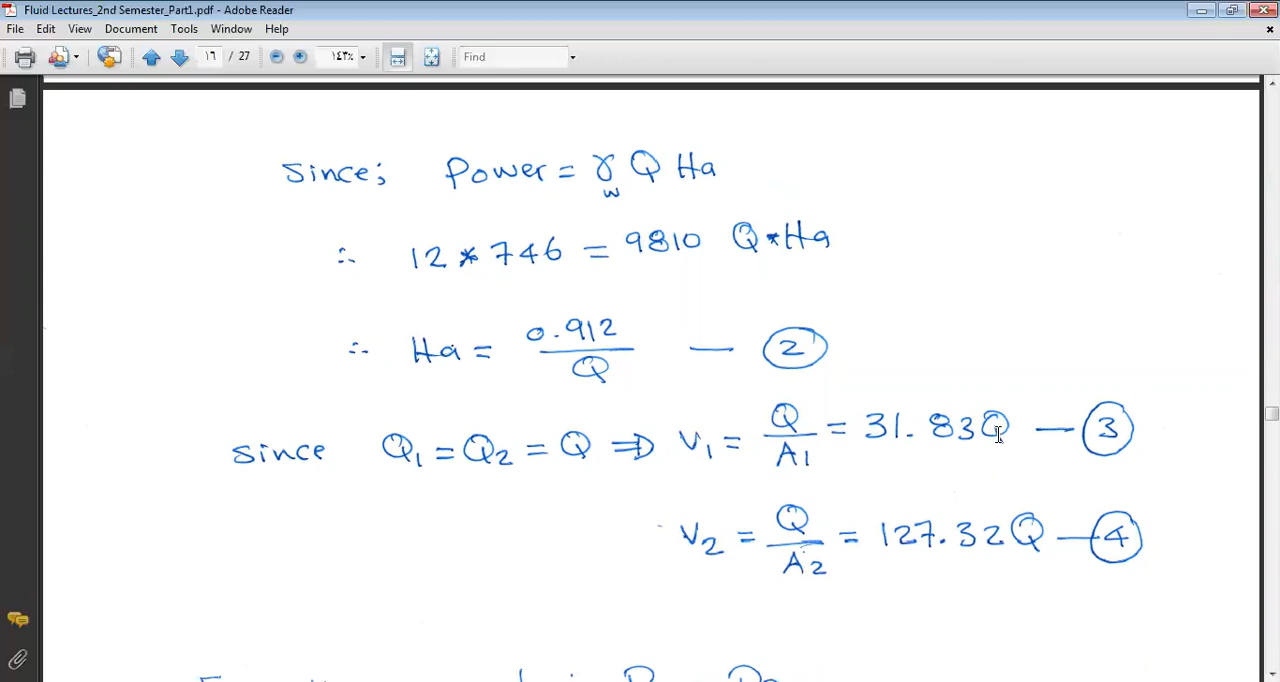 Fluid Lectures_2nd Semester_Part1.pdf - Adobe Reader
File Edit View Document Tools Window Help
١٦ / 27 ١٤٣% Find
Since; Power = γw Q Ha
∴ 12 * 746 = 9810 Q*Ha
∴ Ha = 0.912/Q — ②
since Q1 = Q2 = Q ⇒ V1 = Q/A1 = 31.83Q — ③
V2 = Q/A2 = 127.32Q — ④